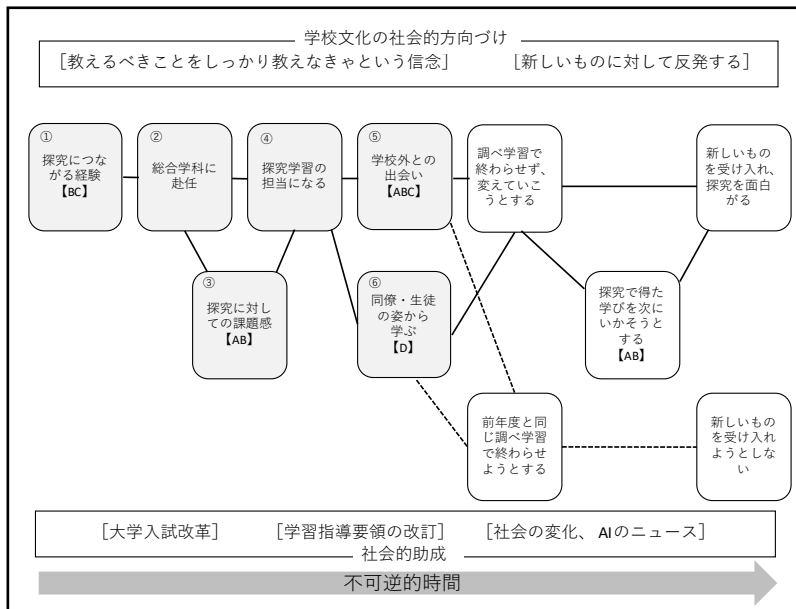 学校文化の社会的方向づけ
［教えるべきことをしっかり教えなきゃという信念］
［新しいものに対して反発する］
①
探究につな
がる経験
【BC】
②
総合学科に
赴任
④
探究学習の
担当になる
⑤
学校外との
出会い
【ABC】
調べ学習で
終わらせず、
変えていこ
うとする
新しいもの
を受け入れ、
探究を面白
がる
③
探究に対し
ての課題感
【AB】
⑥
同僚・生徒
の姿から
学ぶ
【D】
探究で得た
学びを次に
いかそうと
する
【AB】
前年度と同
じ調べ学習
で終わらせ
ようとする
新しいもの
を受け入れ
ようとしな
い
［大学入試改革］
［学習指導要領の改訂］
［社会の変化、AIのニュース］
社会的助成
不可逆的時間